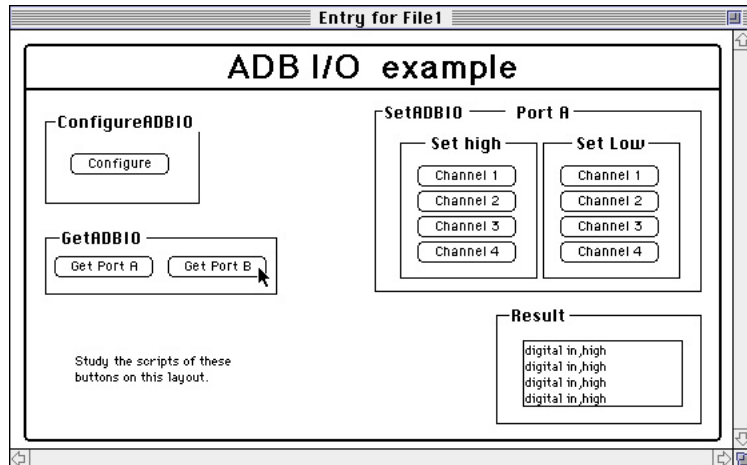 Entry for File1
ADB I/O example
ConfigureADBIO
Configure
GetADBIO
Get Port A
Get Port B
Study the scripts of these
buttons on this layout.
SetADBIO
Port A
Set high
Channel 1
Channel 2
Channel 3
Channel 4
Set Low
Channel 1
Channel 2
Channel 3
Channel 4
Result
digital in,high
digital in,high
digital in,high
digital in,high